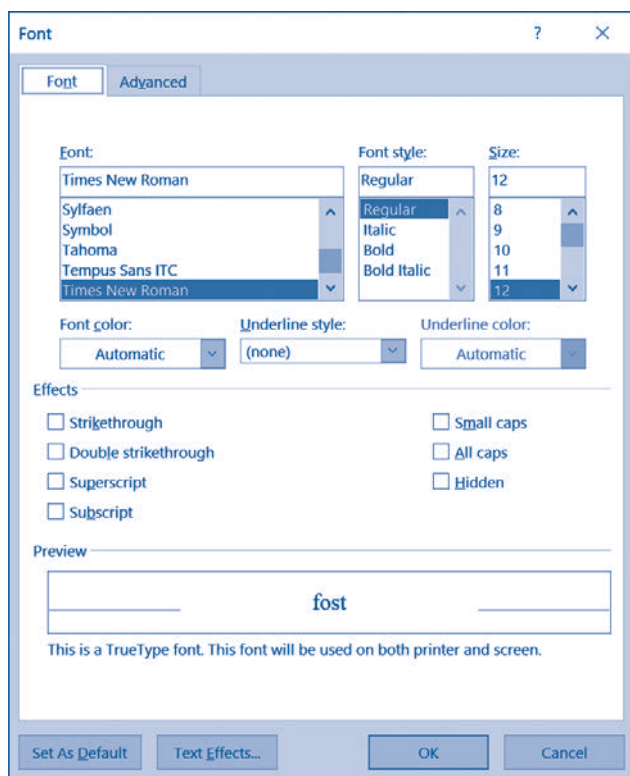 Font ?
Font Advanced
Font: Font style: Size:
Times New Roman Regular 12
Sylfaen Regular 8
Symbol Italic 9
Tahoma Bold 10
Tempus Sans ITC Bold Italic 11
Times New Roman 12
Font color: Underline style: Underline color:
Automatic (none) Automatic
Effects
Strikethrough Small caps
Double strikethrough All caps
Superscript Hidden
Subscript
Preview
fost
This is a TrueType font. This font will be used on both printer and screen.
Set As Default Text Effects... OK Cancel